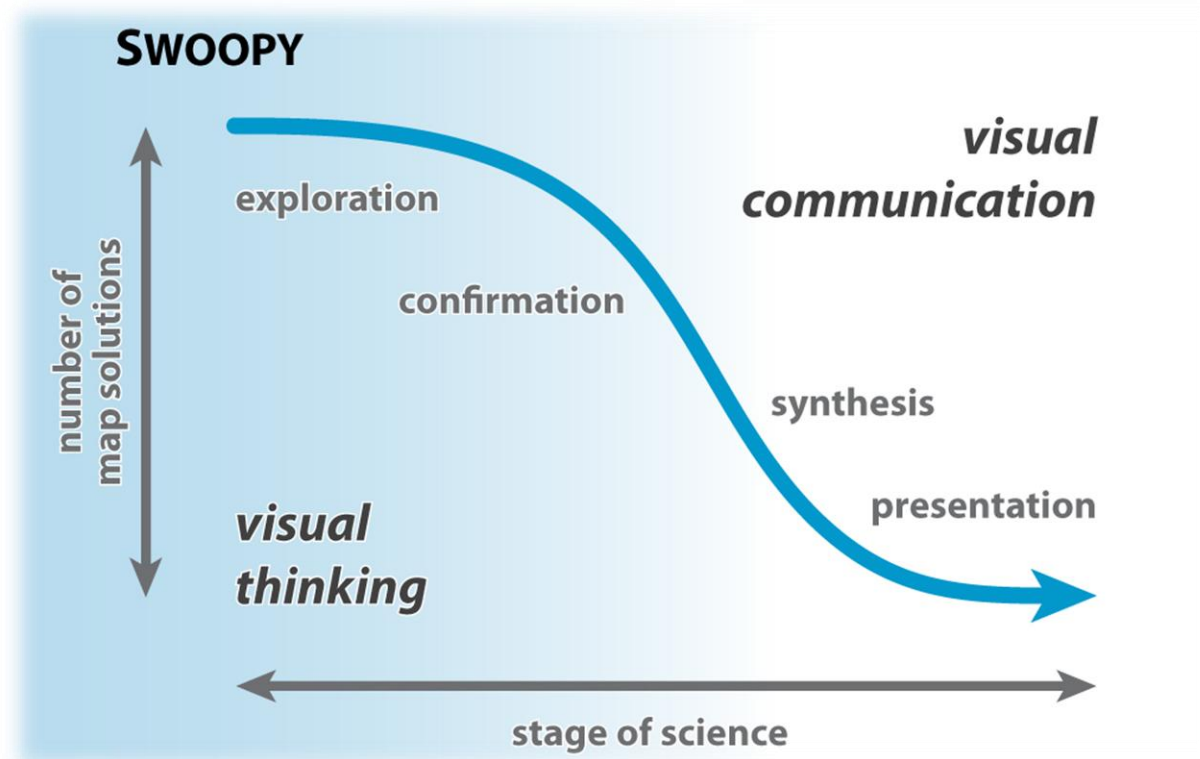 SWOOPY
visual
communication
exploration
confirmation
number of
map solutions
synthesis
presentation
visual
thinking
stage of science